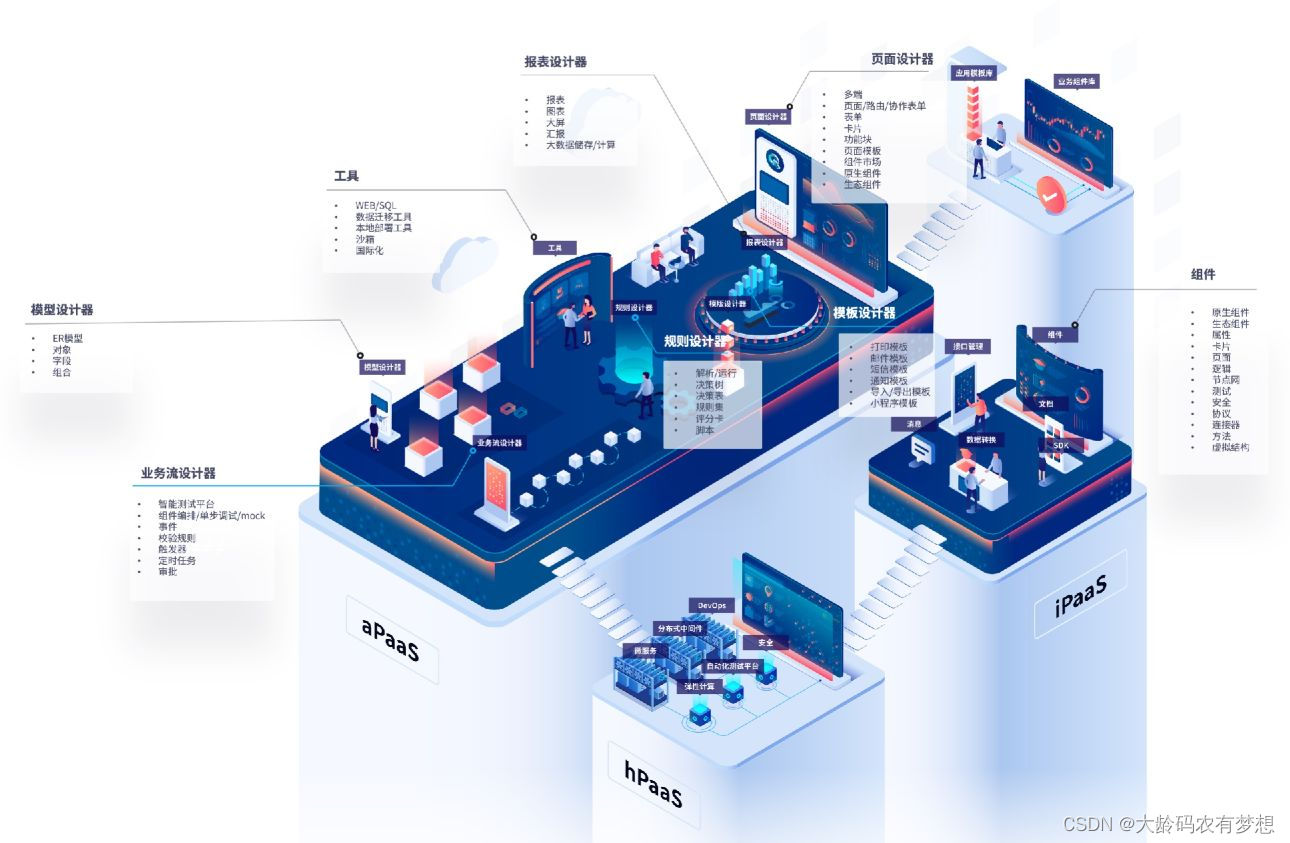 报表设计器
报表
图表
大屏
汇报
大数据储存/计算
页面设计器
多端
页面/路由/协作表单
表单
卡片
功能块
页面模板
组件市场
原生组件
生态组件
应用模板库
业务组件库
页面设计器
工具
WEB/SQL
数据迁移工具
本地部署工具
沙箱
国际化
工具
报表设计器
模型设计器
ER模型
对象
字段
组合
模型设计器
规则设计器
规则设计器
解析/运行
决策树
决策表
规则集
评分卡
脚本
模版设计器
模板设计器
打印模板
邮件模板
短信模板
通知模板
导入/导出模板
小程序模板
组件
原生组件
生态组件
属性
卡片
页面
逻辑
节点网
测试
安全
协议
连接器
方法
虚拟结构
组件
接口管理
文档
消息
数据转换
SDK
业务流设计器
业务流设计器
智能测试平台
组件编排/单步调试/mock
事件
校验规则
触发器
定时任务
审批
aPaaS
iPaaS
DevOps
分布式中间件
微服务
安全
自动化测试平台
弹性计算
hPaaS
CSDN @大龄码农有梦想